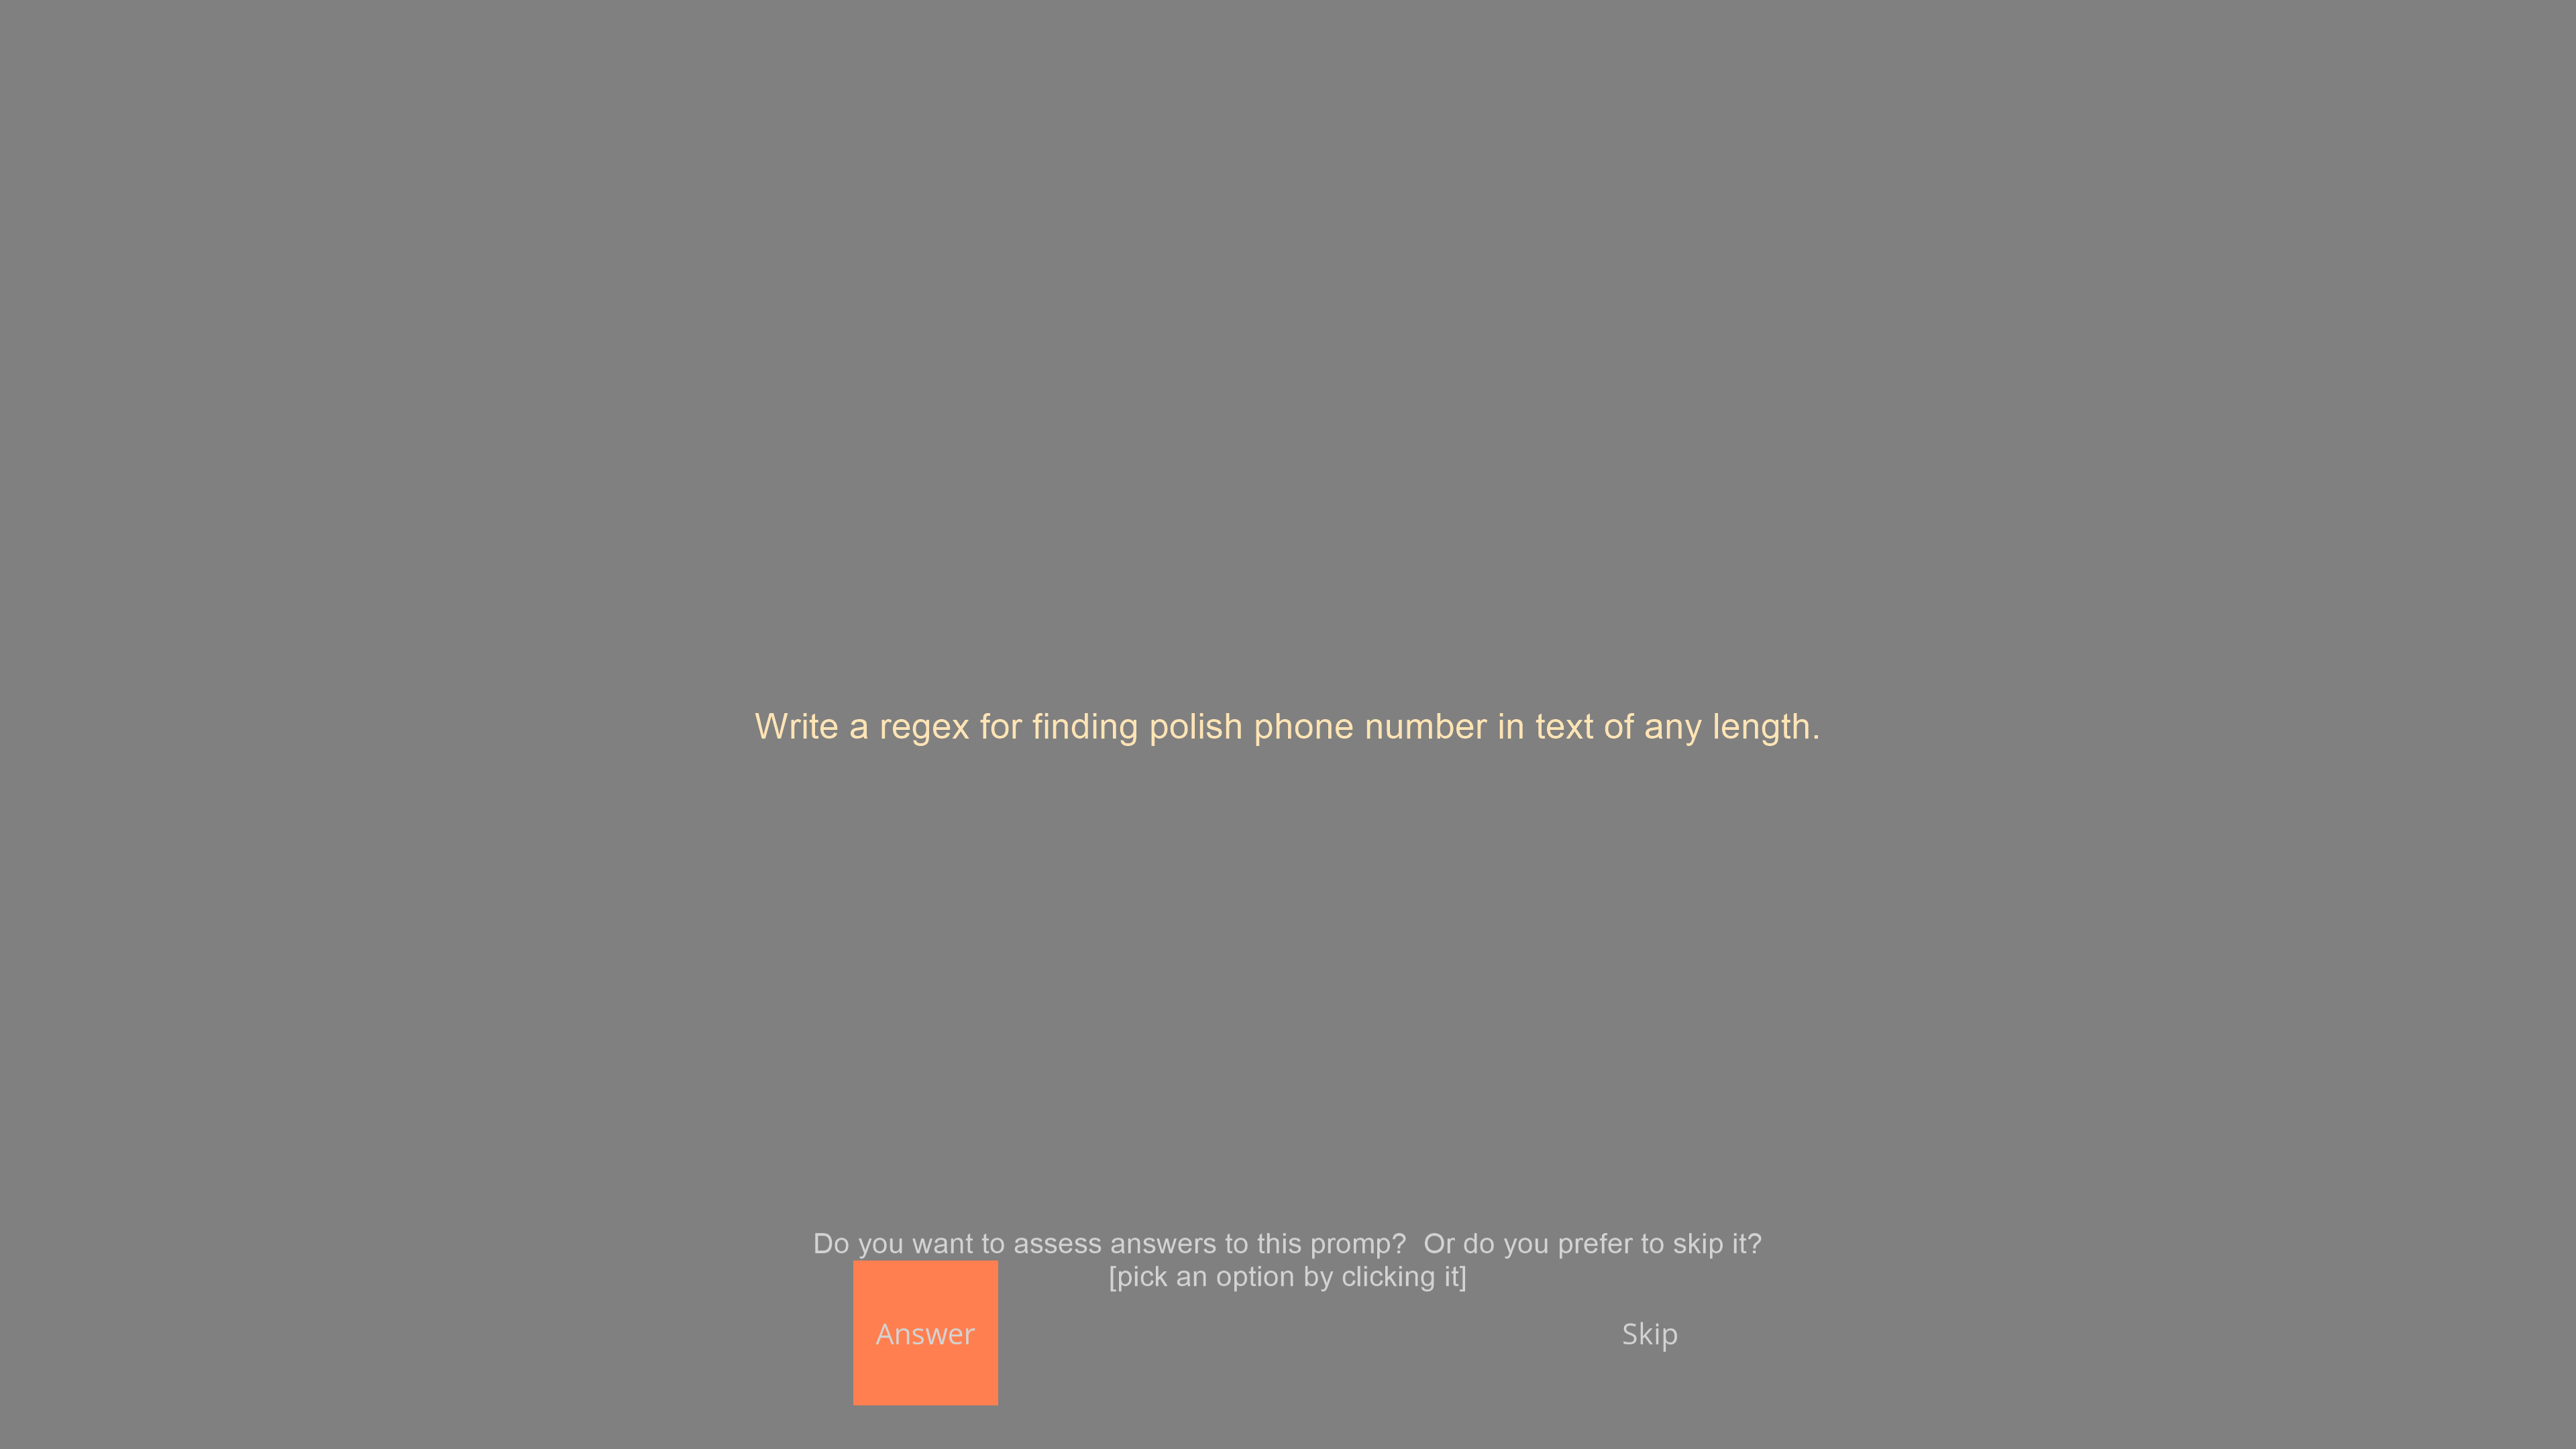 Write a regex for finding polish phone number in text of any length.
Do you want to assess answers to this promp?  Or do you prefer to skip it?
[pick an option by clicking it]
Answer
Skip